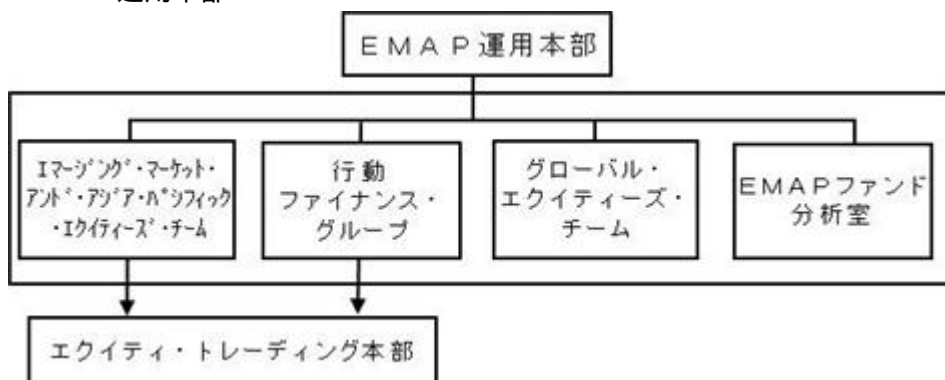 ＥＭＡＰ運用本部
ｴﾏｰｼﾞﾝｸﾞ・ﾏｰｹｯﾄ・
ｱﾝﾄﾞ・ｱｼﾞｱ・ﾊﾟｼﾌｨｯｸ
・ｴｸｲﾃｨｰｽﾞ・ﾁｰﾑ
行動
ファイナンス・
グループ
グローバル・
エクイティーズ・
チーム
ＥＭＡＰファンド
分析室
エクイティ・トレーディング本部